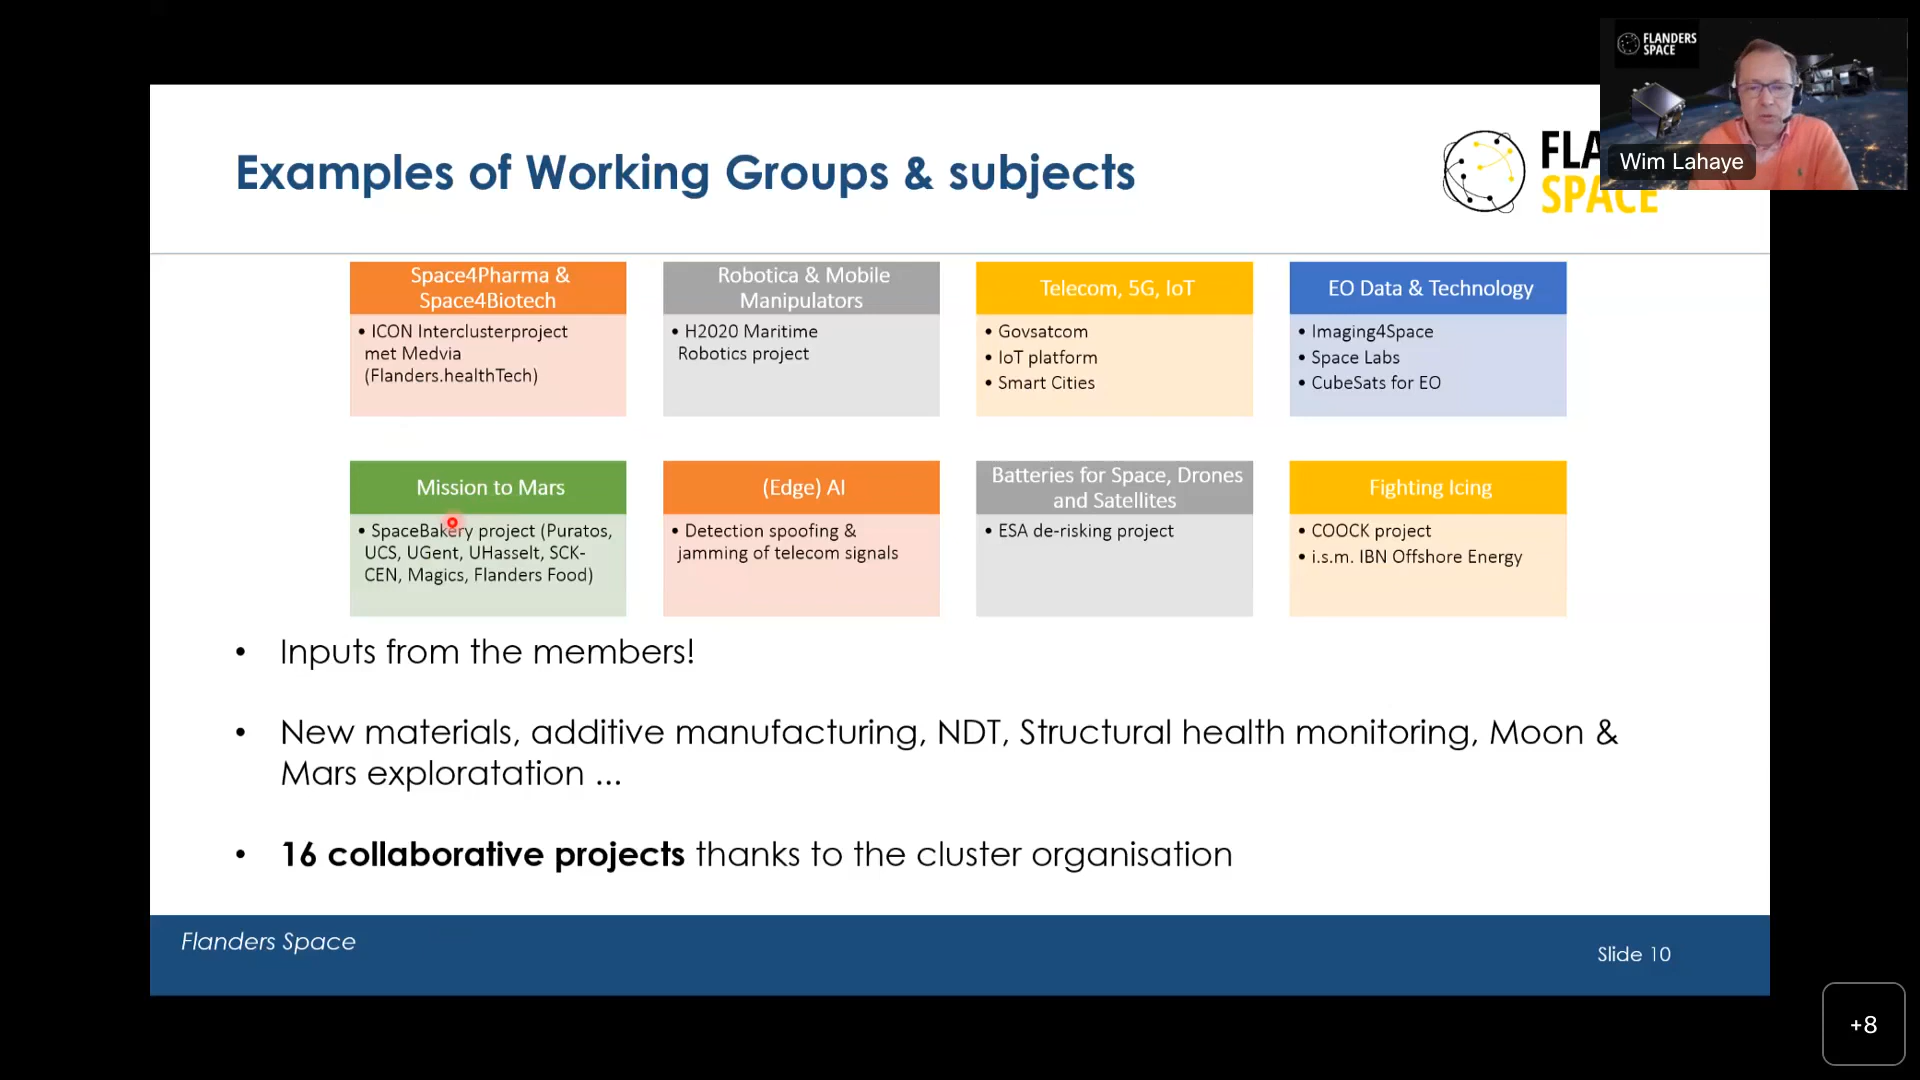 FLANDERS
SPACE
Wim Lahaye
Examples of Working Groups & subjects
FLA
SPACE
Space4Pharma &
Space4Biotech
• ICON Interclusterproject
met Medvia
(Flanders.healthTech)
Robotica & Mobile
Manipulators
• H2020 Maritime
Robotics project
Telecom, 5G, IoT
• Govsatcom
• IoT platform
• Smart Cities
EO Data & Technology
• Imaging4Space
• Space Labs
• CubeSats for EO
Mission to Mars
• SpaceBakery project (Puratos,
UCS, UGent, UHasselt, SCK-
CEN, Magics, Flanders Food)
(Edge) AI
• Detection spoofing &
jamming of telecom signals
Batteries for Space, Drones
and Satellites
• ESA de-risking project
Fighting Icing
• COOCK project
• i.s.m. IBN Offshore Energy
• Inputs from the members!
• New materials, additive manufacturing, NDT, Structural health monitoring, Moon &
Mars exploratation ...
• 16 collaborative projects thanks to the cluster organisation
Flanders Space
Slide 10
+8